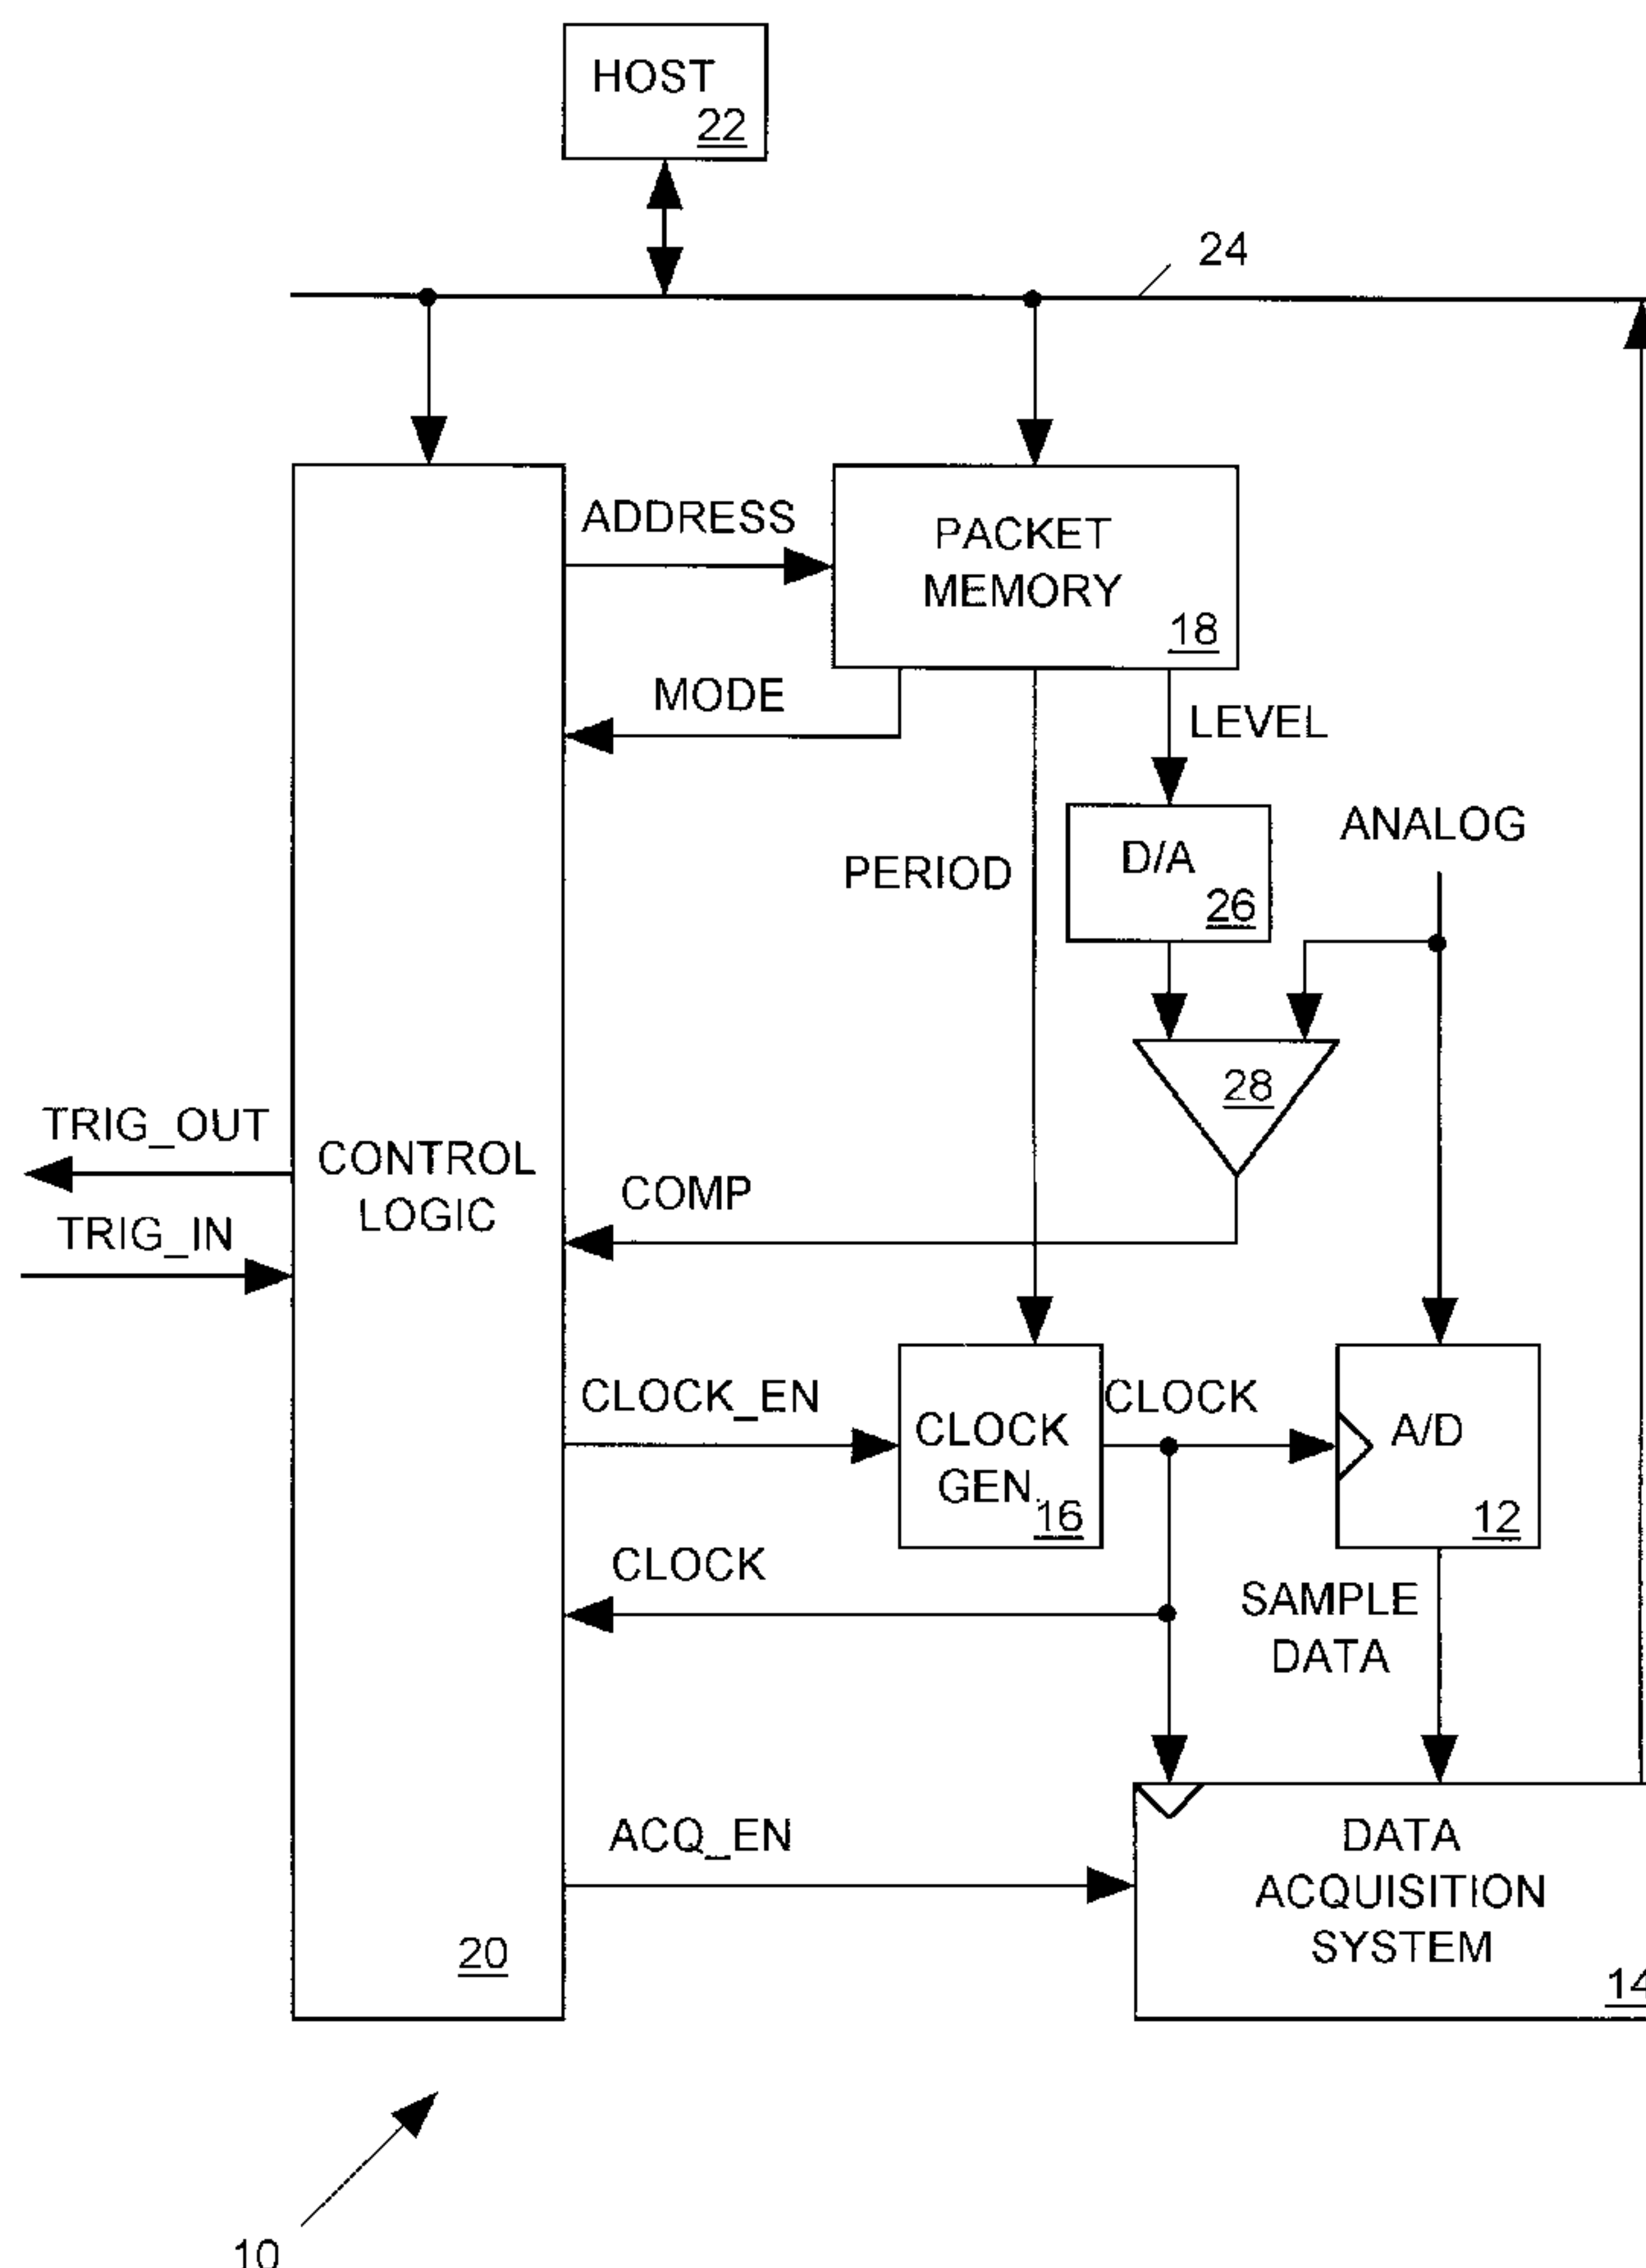 HOST
22
24
ADDRESS
PACKET
MEMORY
18
MODE
LEVEL
ANALOG
D/A
26
PERIOD
28
TRIG_OUT
CONTROL
LOGIC
COMP
TRIG_IN
CLOCK_EN
CLOCK
CLOCK
GEN.
16
A/D
12
CLOCK
SAMPLE
DATA
ACQ_EN
DATA
ACQUISITION
SYSTEM
20
14
10